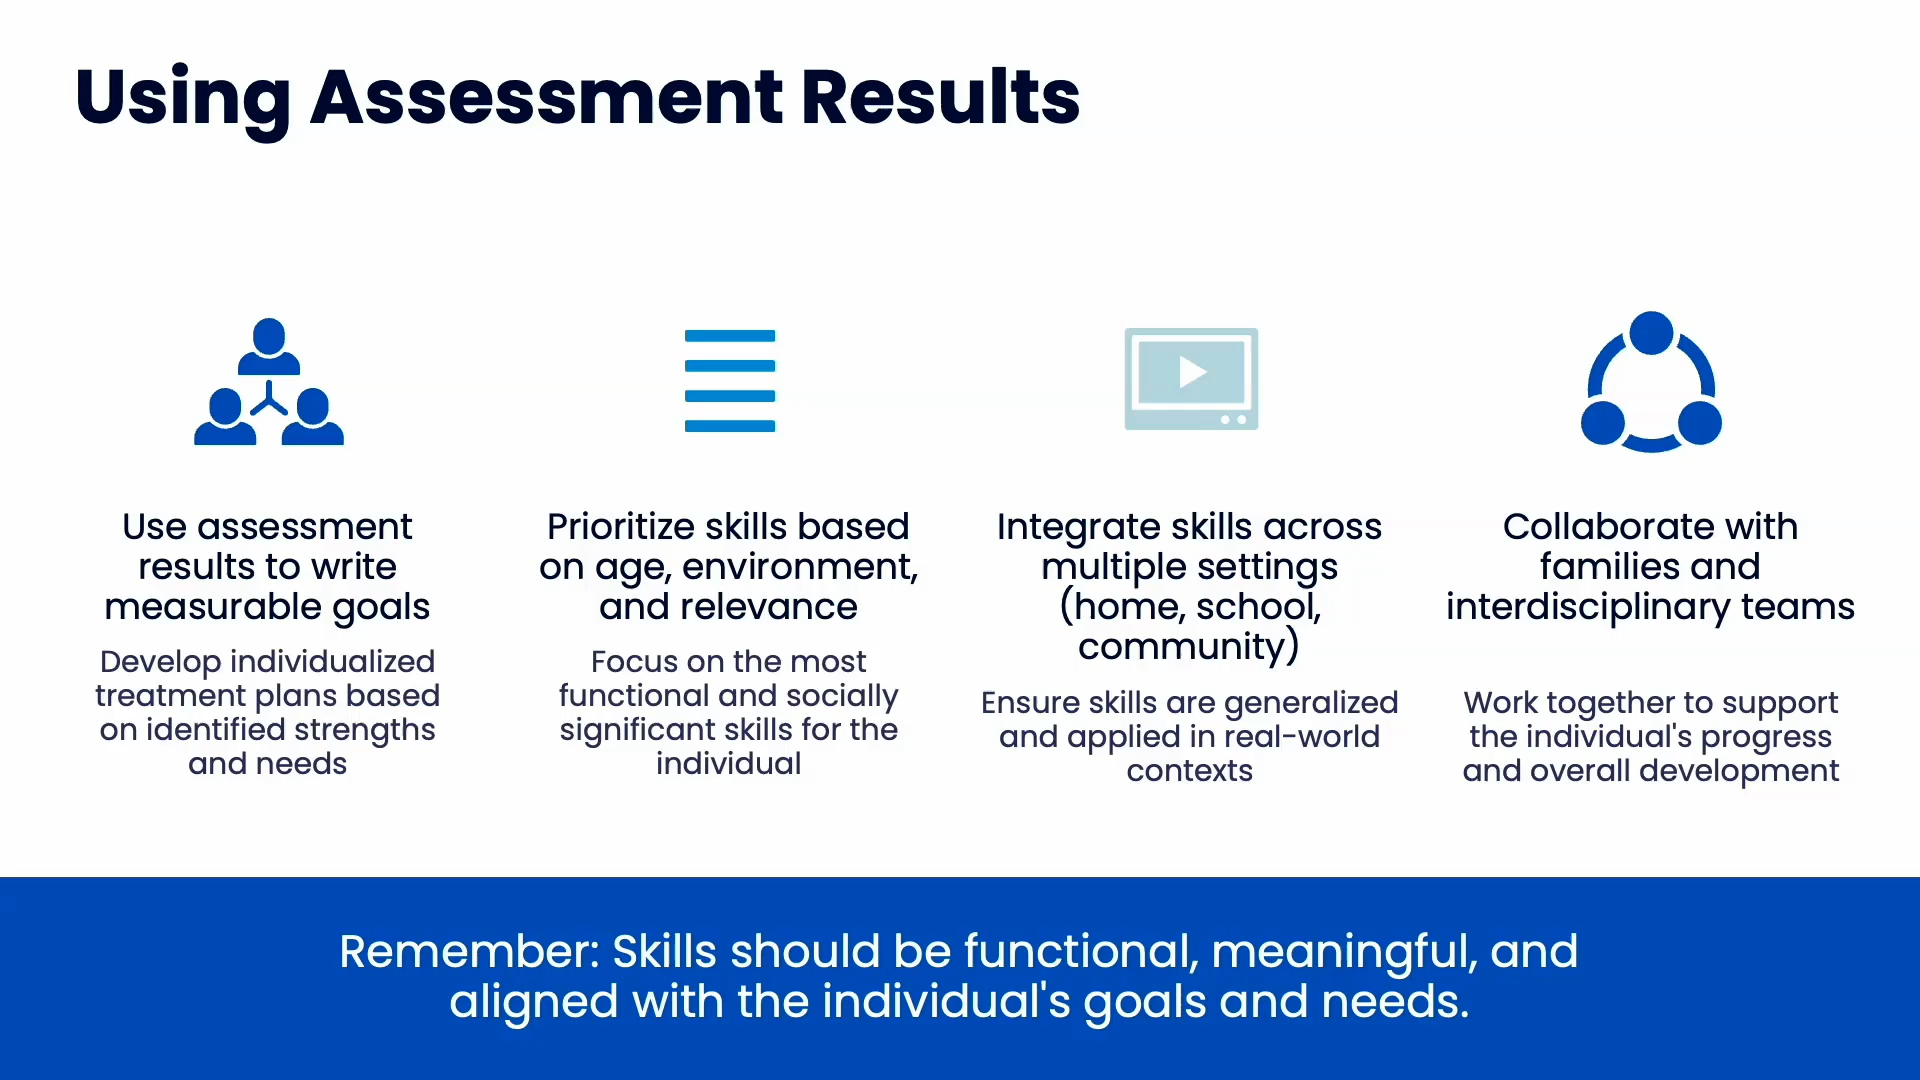 Using Assessment Results
Use assessment
results to write
measurable goals
Develop individualized
treatment plans based
on identified strengths
and needs
Prioritize skills based
on age, environment,
and relevance
Focus on the most
functional and socially
significant skills for the
individual
Integrate skills across
multiple settings
(home, school,
community)
Ensure skills are generalized
and applied in real-world
contexts
Collaborate with
families and
interdisciplinary teams
Work together to support
the individual's progress
and overall development
Remember: Skills should be functional, meaningful, and
aligned with the individual's goals and needs.